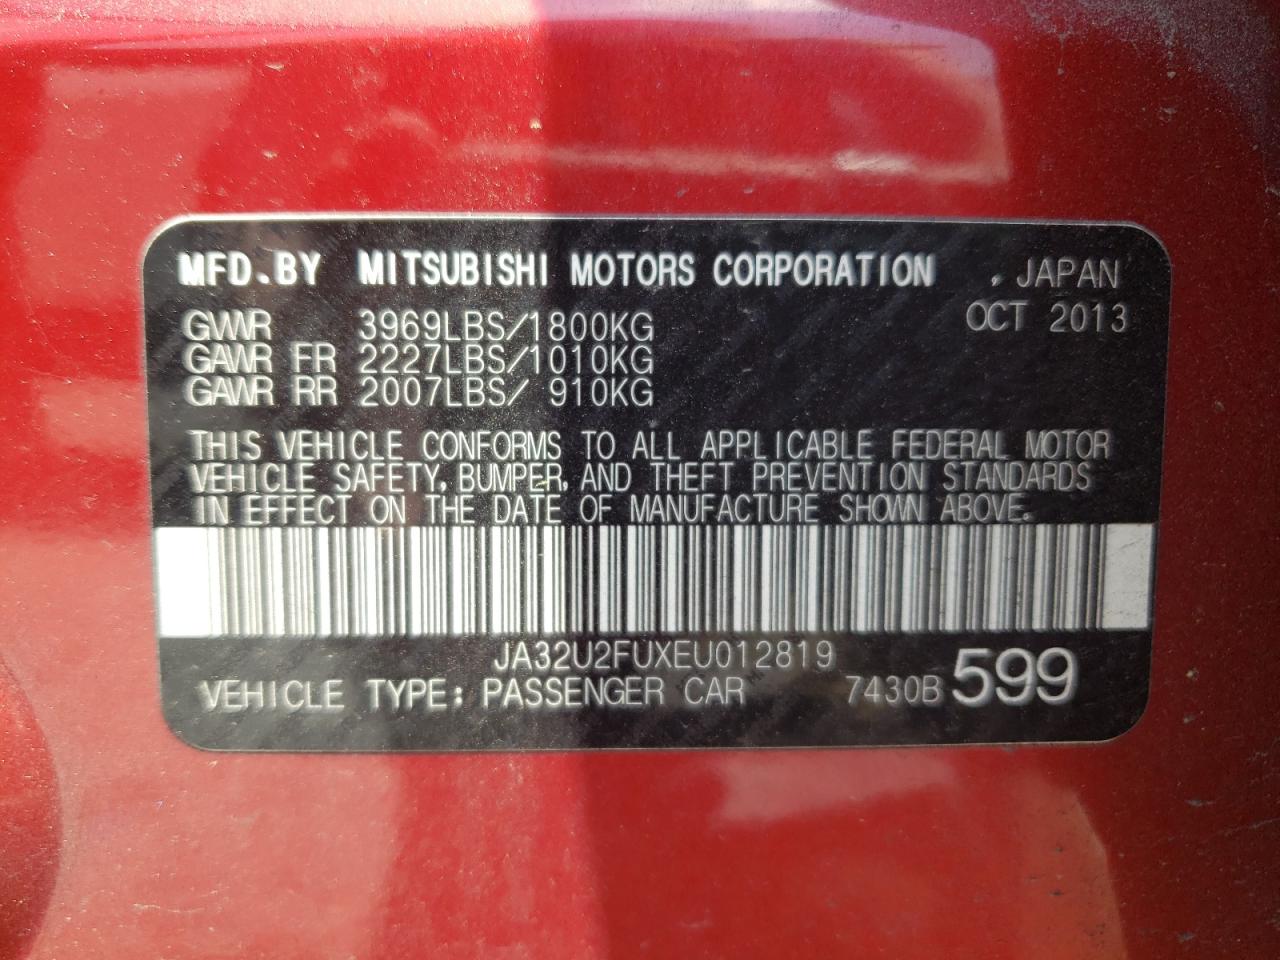 MFD.BY MITSUBISHI MOTORS CORPORATION , JAPAN
OCT 2013
GVWR 3969LBS/1800KG
GAWR FR 2227LBS/1010KG
GAWR RR 2007LBS/ 910KG
THIS VEHICLE CONFORMS TO ALL APPLICABLE FEDERAL MOTOR
VEHICLE SAFETY, BUMPER, AND THEFT PREVENTION STANDARDS
IN EFFECT ON THE DATE OF MANUFACTURE SHOWN ABOVE.
JA32U2FUXEU012819
VEHICLE TYPE: PASSENGER CAR 7430B 599